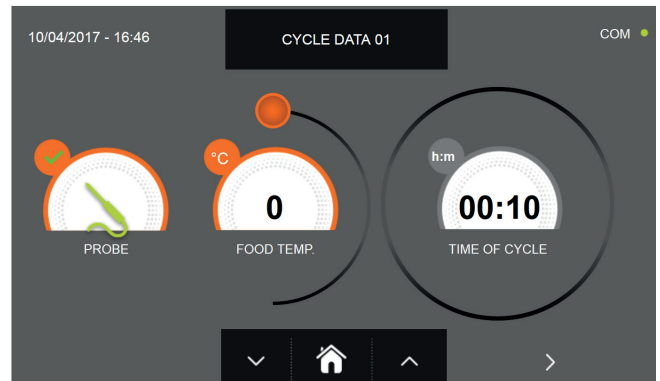 10/04/2017 - 16:46
CYCLE DATA 01
COM
°C
h:m
0
00:10
PROBE
FOOD TEMP.
TIME OF CYCLE